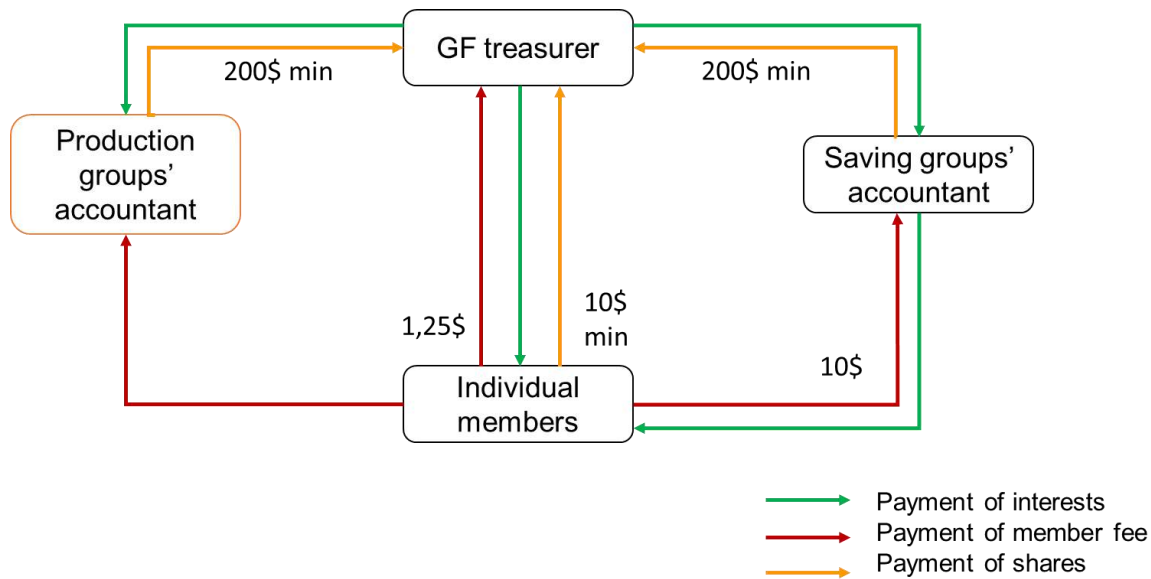 GF treasurer
200$ min
200$ min
Production
groups’
accountant
Saving groups’
accountant
1,25$
10$
min
10$
Individual
members
Payment of interests
Payment of member fee
Payment of shares